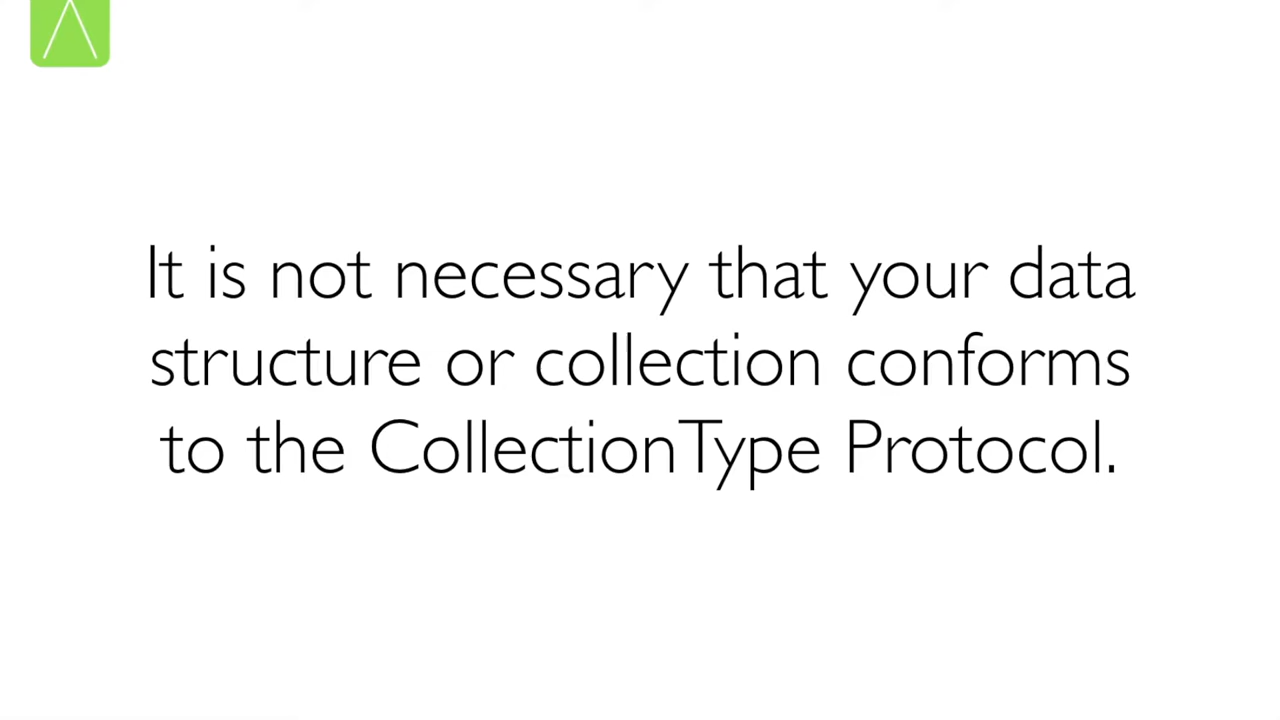 It is not necessary that your data
structure or collection conforms
to the CollectionType Protocol.